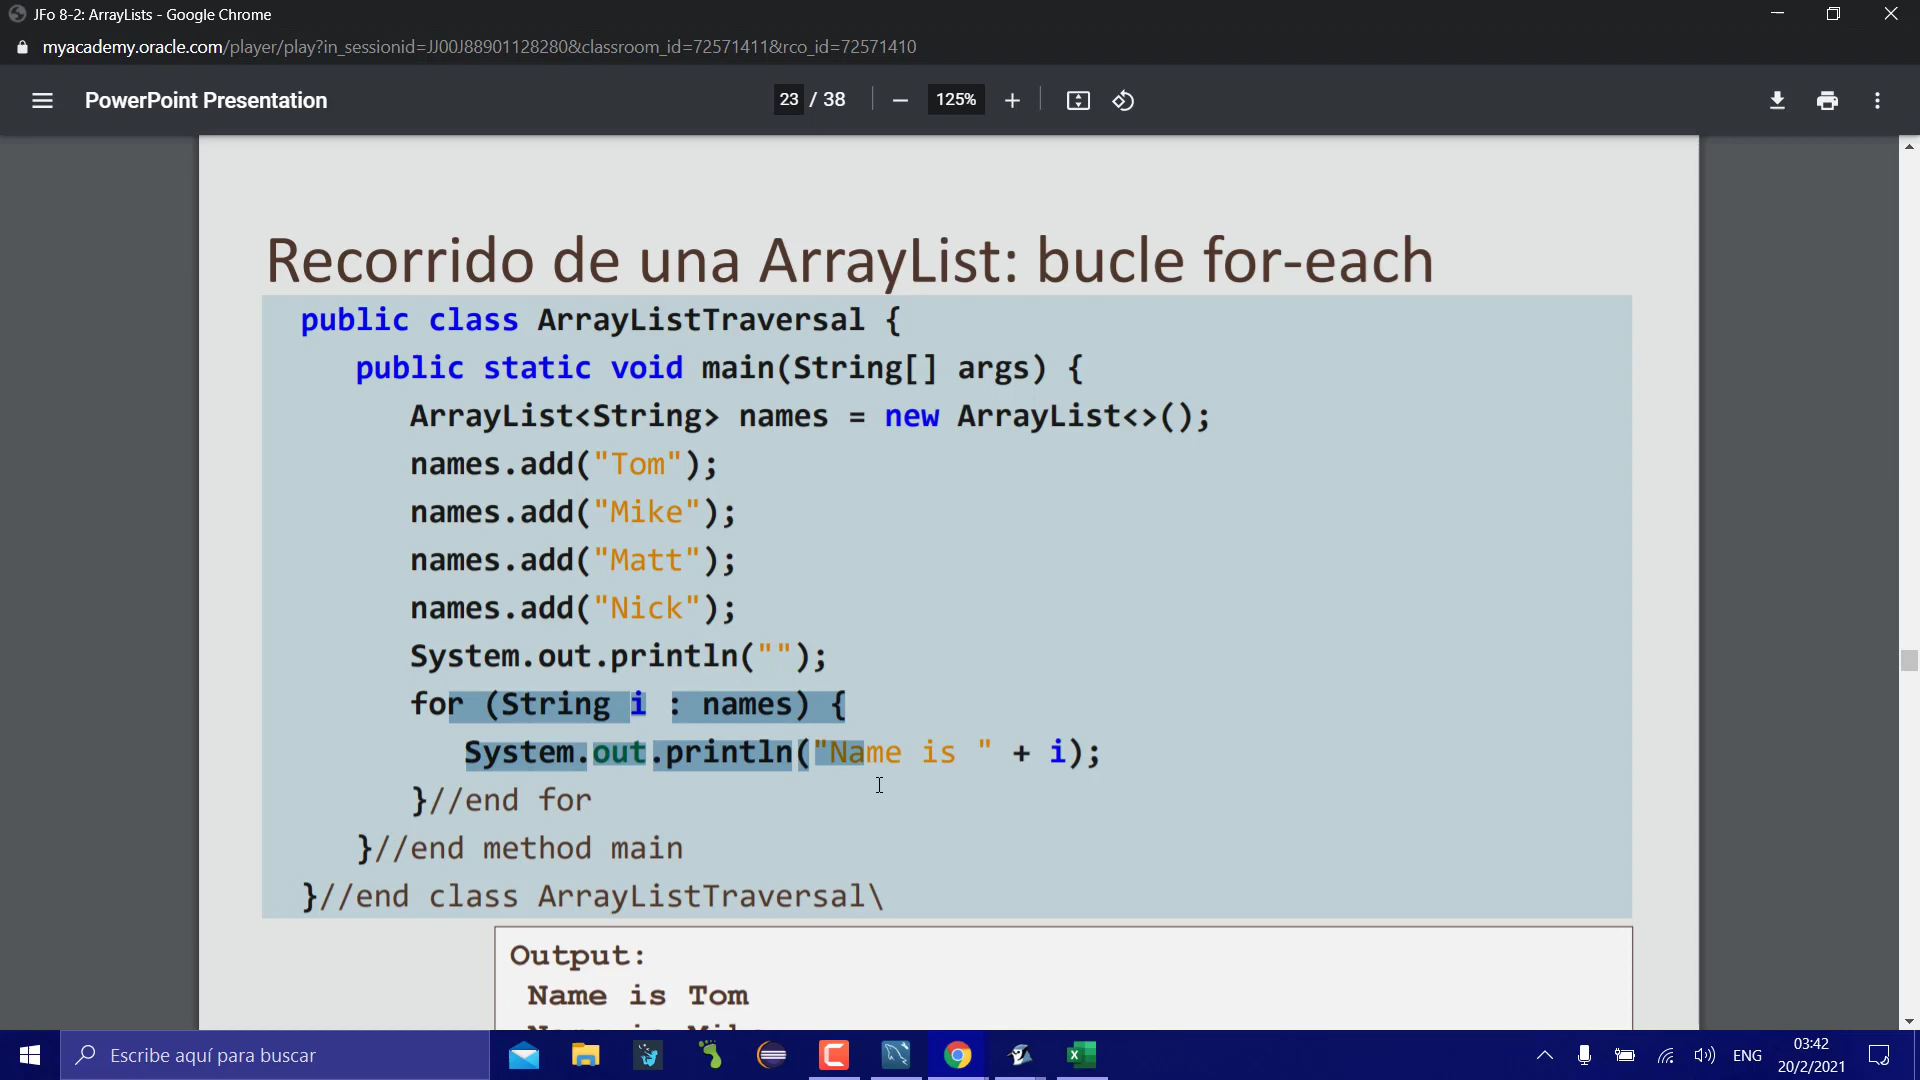 JFo 8-2: ArrayLists - Google Chrome
myacademy.oracle.com/player/play?in_sessionid=JJ00J88901128280&classroom_id=72571411&rco_id=72571410
PowerPoint Presentation
23 / 38
125%
Recorrido de una ArrayList: bucle for-each
public class ArrayListTraversal {
public static void main(String[] args) {
ArrayList<String> names = new ArrayList<>();
names.add("Tom");
names.add("Mike");
names.add("Matt");
names.add("Nick");
System.out.println("");
for (String i : names) {
System.out.println("Name is " + i);
}//end for
}//end method main
}//end class ArrayListTraversal\
Output:
Name is Tom
Name is Mike
Escribe aquí para buscar
ENG
03:42
20/2/2021